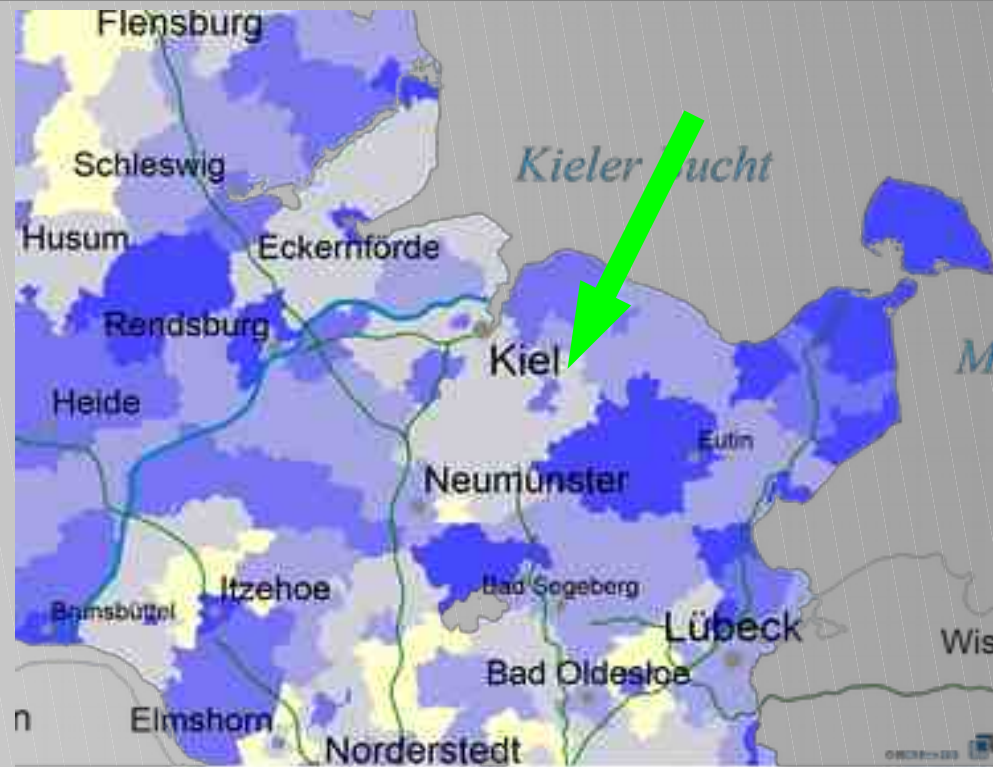 Flensburg
Schleswig
Kieler Bucht
Husum
Eckernförde
Rendsburg
Kiel
M
Heide
Eutin
Neumünster
Itzehoe
Bad Segeberg
Brunsbüttel
Lübeck
Wis
Bad Oldesloe
n
Elmshorn
Norderstedt